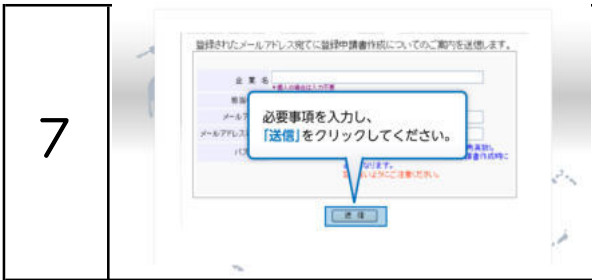 7
登録されたメールアドレス宛てに登録申請書作成についてのご案内を送信します。
企 業 名
*個人の場合は入力不要
必要事項を入力し、
「送信」をクリックしてください。
送 信